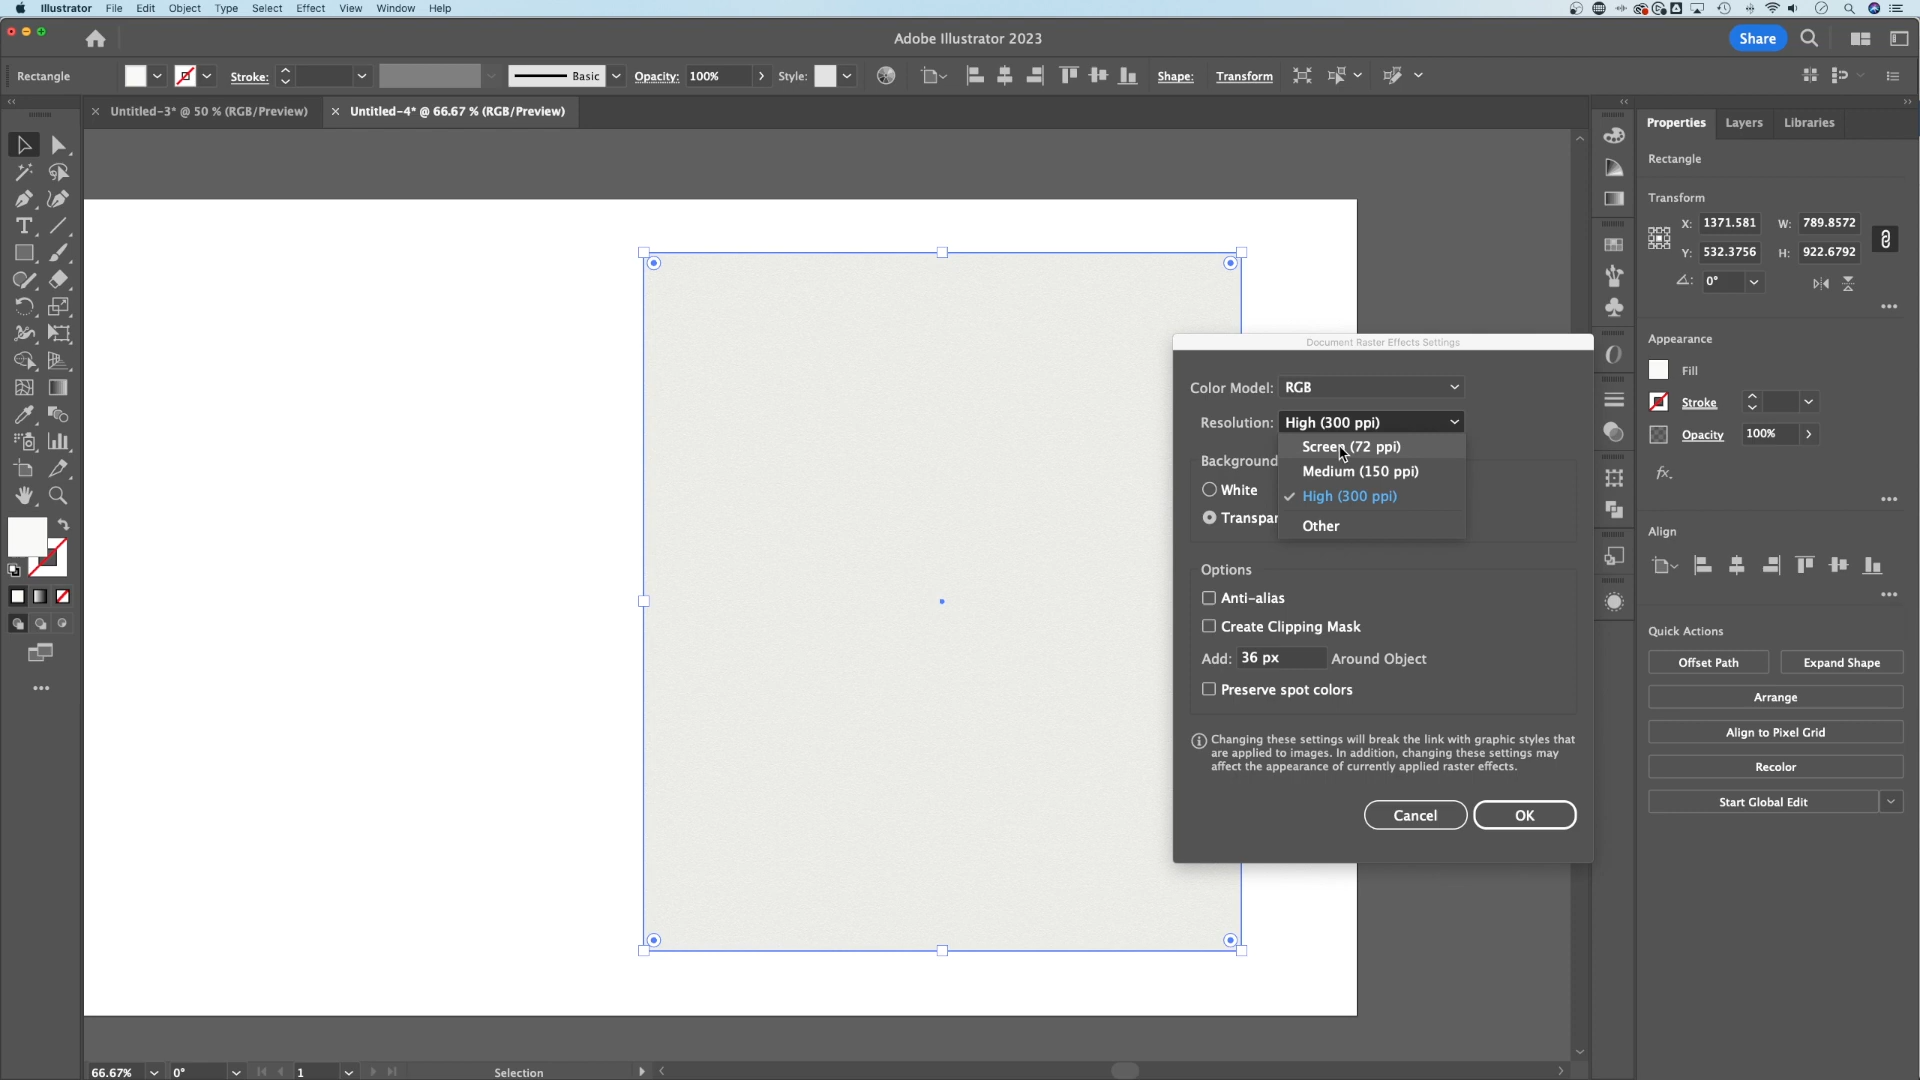 Illustrator File Edit Object Type Select Effect View Window Help
Adobe Illustrator 2023
Share
Rectangle
Stroke:
Basic
Opacity: 100%
Style:
Shape:
Transform
Untitled-3* @ 50 % (RGB/Preview)
Untitled-4* @ 66.67 % (RGB/Preview)
Properties Layers Libraries
Rectangle
Transform
X: 1371.581 W: 789.8572
Y: 532.3756 H: 922.6792
0°
Appearance
Fill
Stroke
Opacity 100%
fx.
Align
Quick Actions
Offset Path Expand Shape
Arrange
Align to Pixel Grid
Recolor
Start Global Edit
Document Raster Effects Settings
Color Model: RGB
Resolution: High (300 ppi)
Screen (72 ppi)
Medium (150 ppi)
High (300 ppi)
Other
Background
White
Transpar
Options
Anti-alias
Create Clipping Mask
Add: 36 px Around Object
Preserve spot colors
Changing these settings will break the link with graphic styles that
are applied to images. In addition, changing these settings may
affect the appearance of currently applied raster effects.
Cancel OK
66.67% 0° 1 Selection